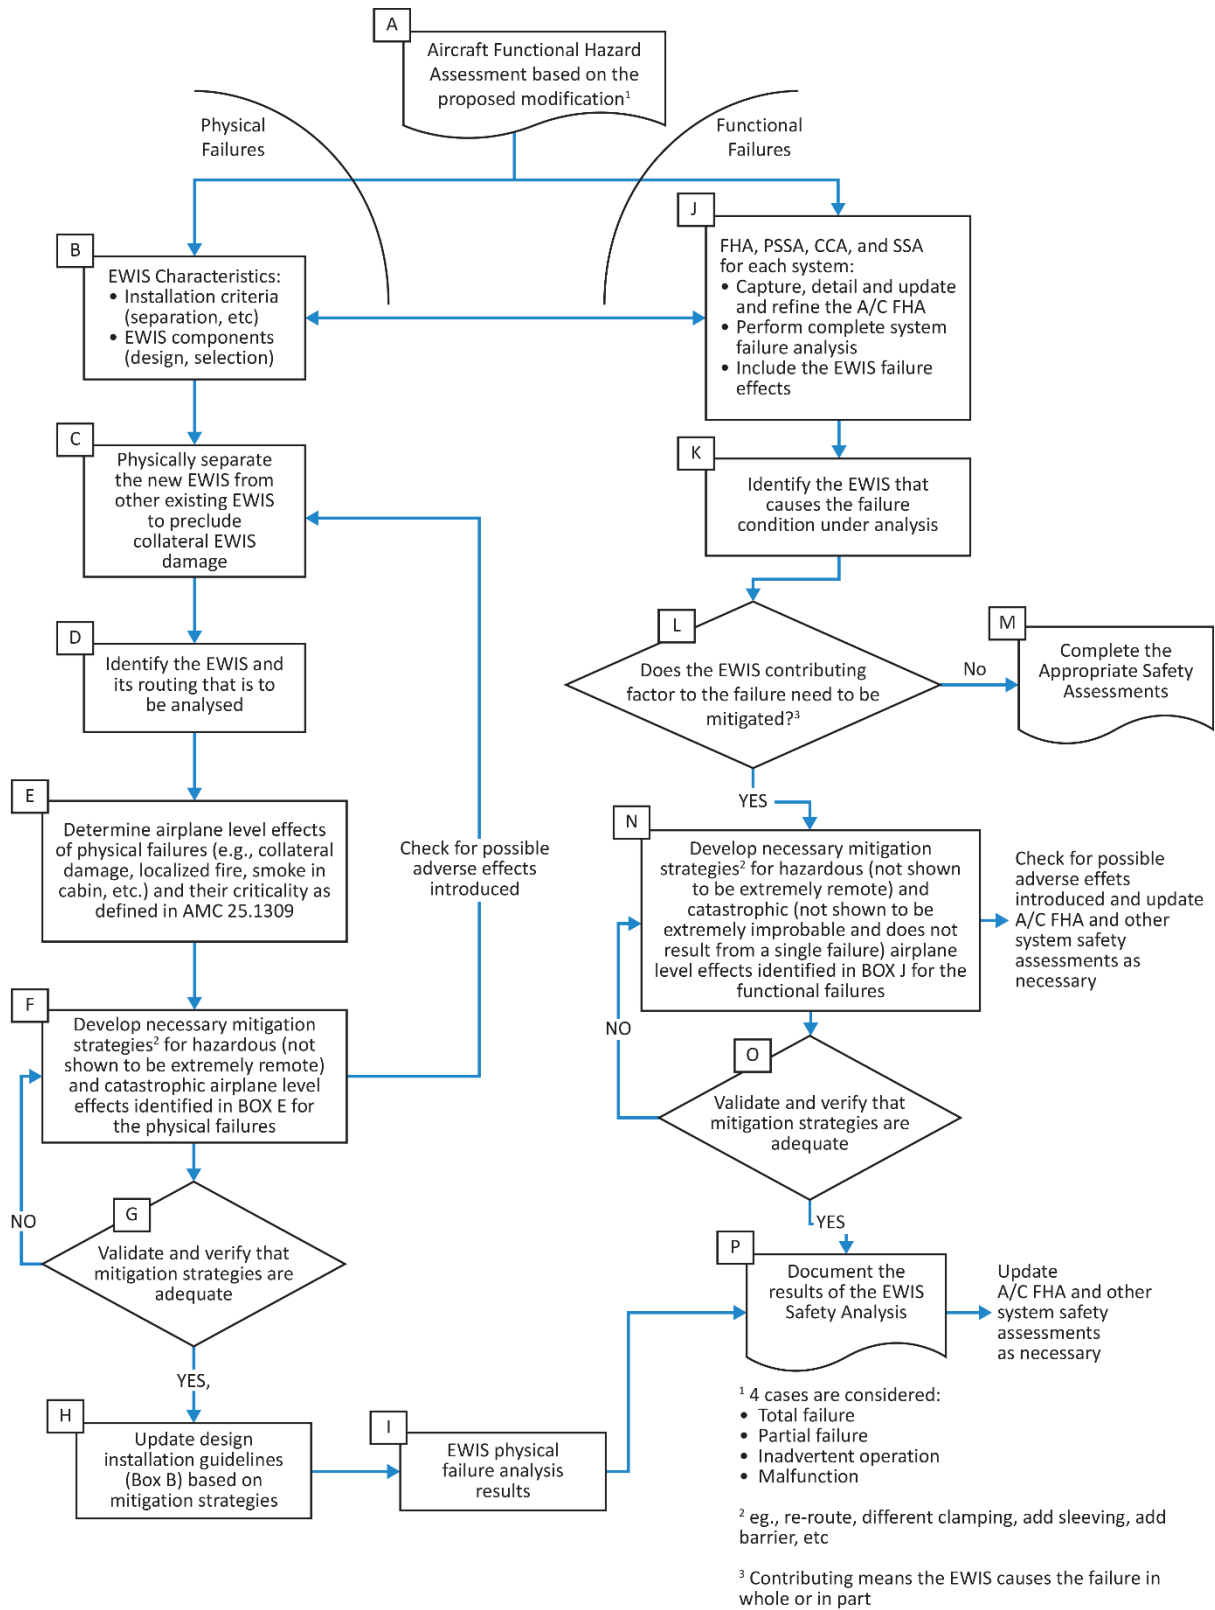 A
Aircraft Functional Hazard
Assessment based on the
proposed modification¹
Physical
Failures
Functional
Failures
B
EWIS Characteristics:
• Installation criteria
(separation, etc)
• EWIS components
(design, selection)
J
FHA, PSSA, CCA, and SSA
for each system:
• Capture, detail and update
and refine the A/C FHA
• Perform complete system
failure analysis
• Include the EWIS failure
effects
C
Physically separate
the new EWIS from
other existing EWIS
to preclude
collateral EWIS
damage
K
Identify the EWIS that
causes the failure
condition under analysis
D
Identify the EWIS and
its routing that is to
be analysed
L
Does the EWIS contributing
factor to the failure need to be
mitigated?³
No
M
Complete the
Appropriate Safety
Assessments
YES
E
Determine airplane level effects
of physical failures (e.g., collateral
damage, localized fire, smoke in
cabin, etc.) and their criticality as
defined in AMC 25.1309
Check for possible
adverse effects
introduced
N
Develop necessary mitigation
strategies² for hazardous (not shown
to be extremely remote) and
catastrophic (not shown to be
extremely improbable and does not
result from a single failure) airplane
level effects identified in BOX J for the
functional failures
Check for possible
adverse effets
introduced and update
A/C FHA and other
system safety
assessments as
necessary
F
Develop necessary mitigation
strategies² for hazardous (not
shown to be extremely remote)
and catastrophic airplane level
effects identified in BOX E for
the physical failures
NO
O
Validate and verify that
mitigation strategies are
adequate
YES
NO
G
Validate and verify that
mitigation strategies are
adequate
YES,
P
Document the
results of the EWIS
Safety Analysis
Update
A/C FHA and other
system safety
assessments
as necessary
H
Update design
installation guidelines
(Box B) based on
mitigation strategies
I
EWIS physical
failure analysis
results
¹ 4 cases are considered:
• Total failure
• Partial failure
• Inadvertent operation
• Malfunction
² eg., re-route, different clamping, add sleeving, add
barrier, etc
³ Contributing means the EWIS causes the failure in
whole or in part